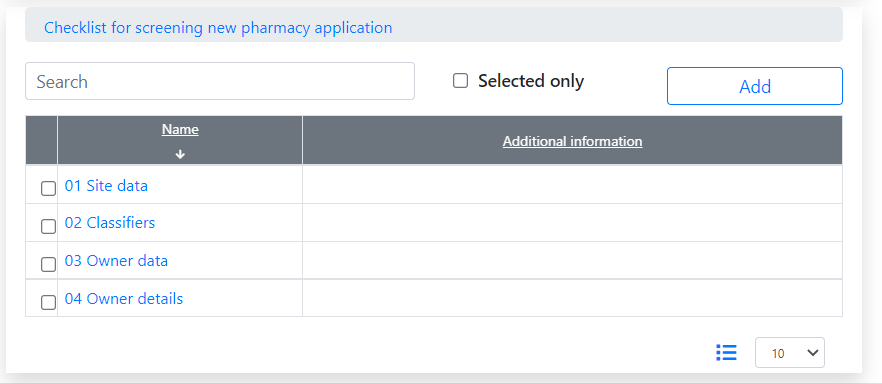 Checklist for screening new pharmacy application
Search
Selected only
Add
Name
Additional information
01 Site data
02 Classifiers
03 Owner data
04 Owner details
10